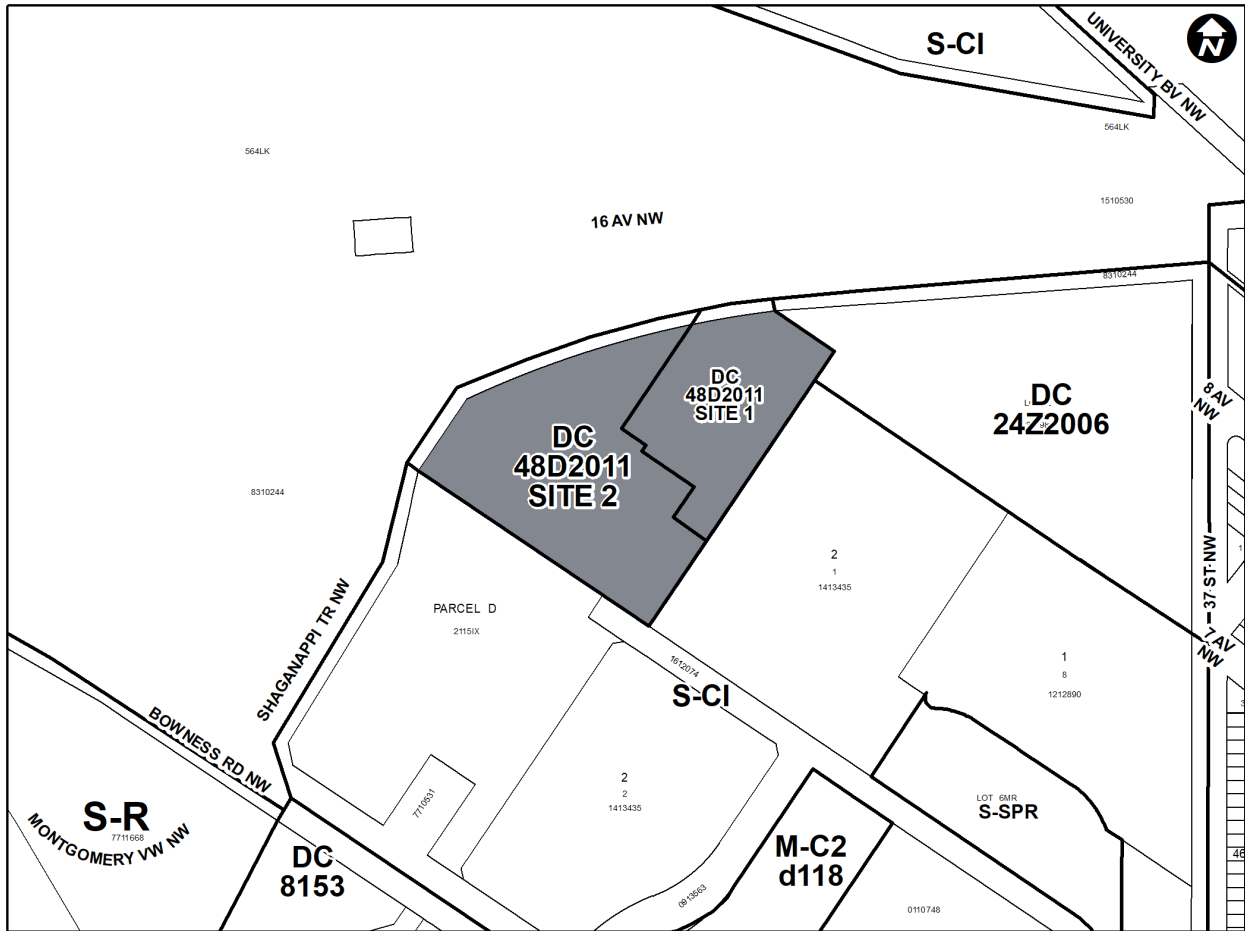 S-CI
UNIVERSITY BV NW
N
564LK
564LK
1510530
16 AV NW
8310244
DC
48D2011
SITE 1
DC
24Z2006
8 AV
NW
DC
48D2011
SITE 2
8310244
37 ST NW
2
1
1413435
1
PARCEL D
2115IX
SHAGANAPPI TR NW
7 AV
NW
1612074
S-CI
1
8
1212890
3
BOWNESS RD NW
2
2
1413435
7710531
LOT 6MR
S-SPR
S-R
7711668
MONTGOMERY VW NW
DC
8153
M-C2
d118
46
0913563
0110748